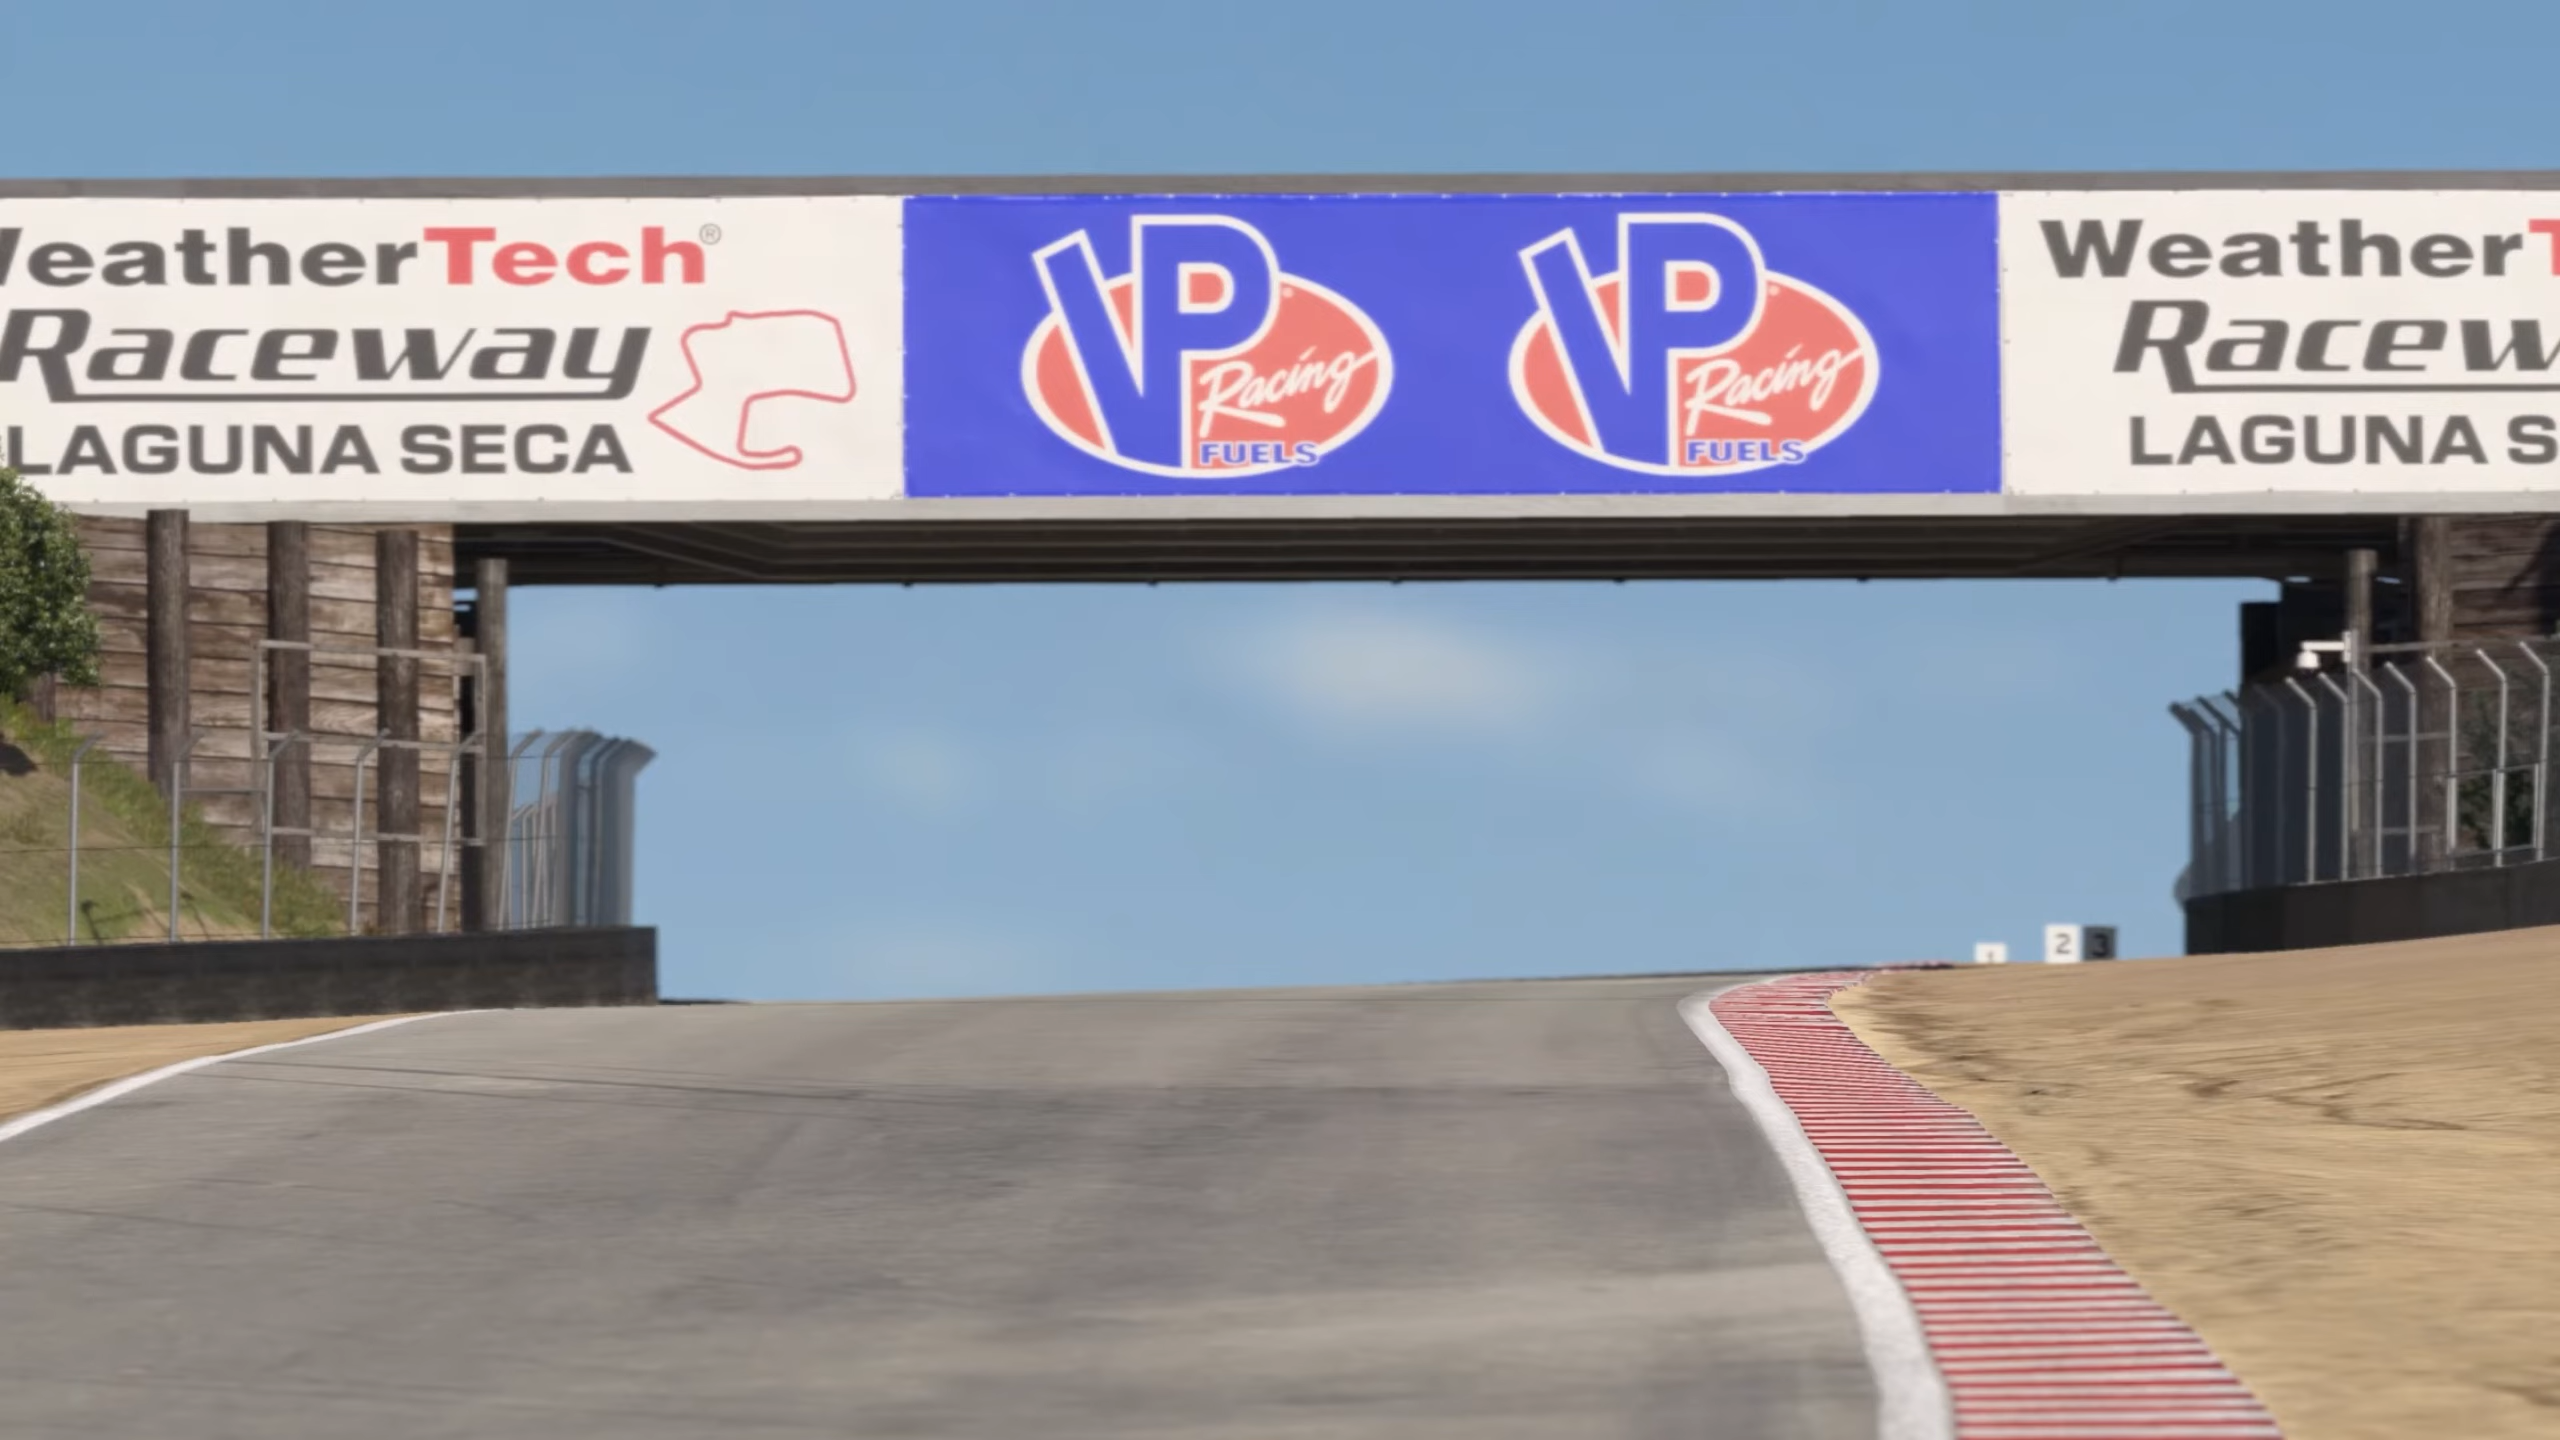 WeatherTech®
Raceway
LAGUNA SECA
VP
Racing
FUELS
VP
Racing
FUELS
WeatherT
Racew
LAGUNA S
1
2
3